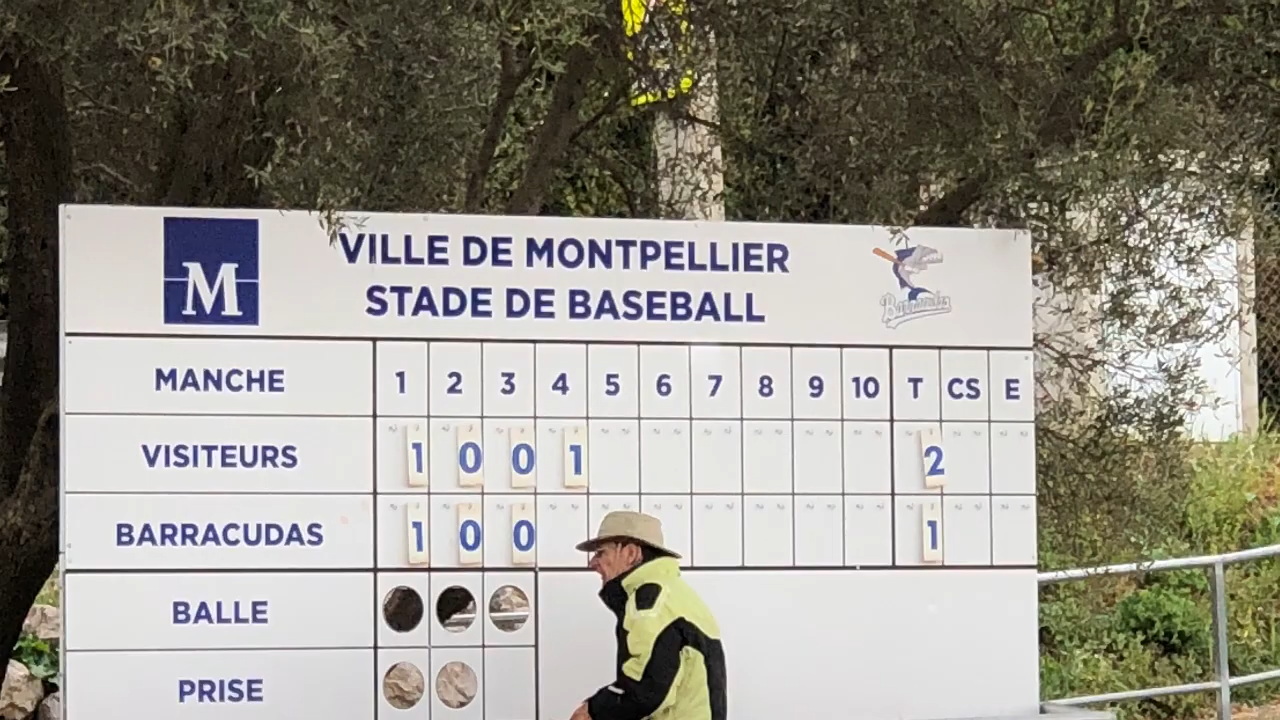 M
VILLE DE MONTPELLIER
STADE DE BASEBALL
Barracudas
MANCHE 1 2 3 4 5 6 7 8 9 10 T CS E
VISITEURS 1 0 0 1 2
BARRACUDAS 1 0 0 1
BALLE
PRISE